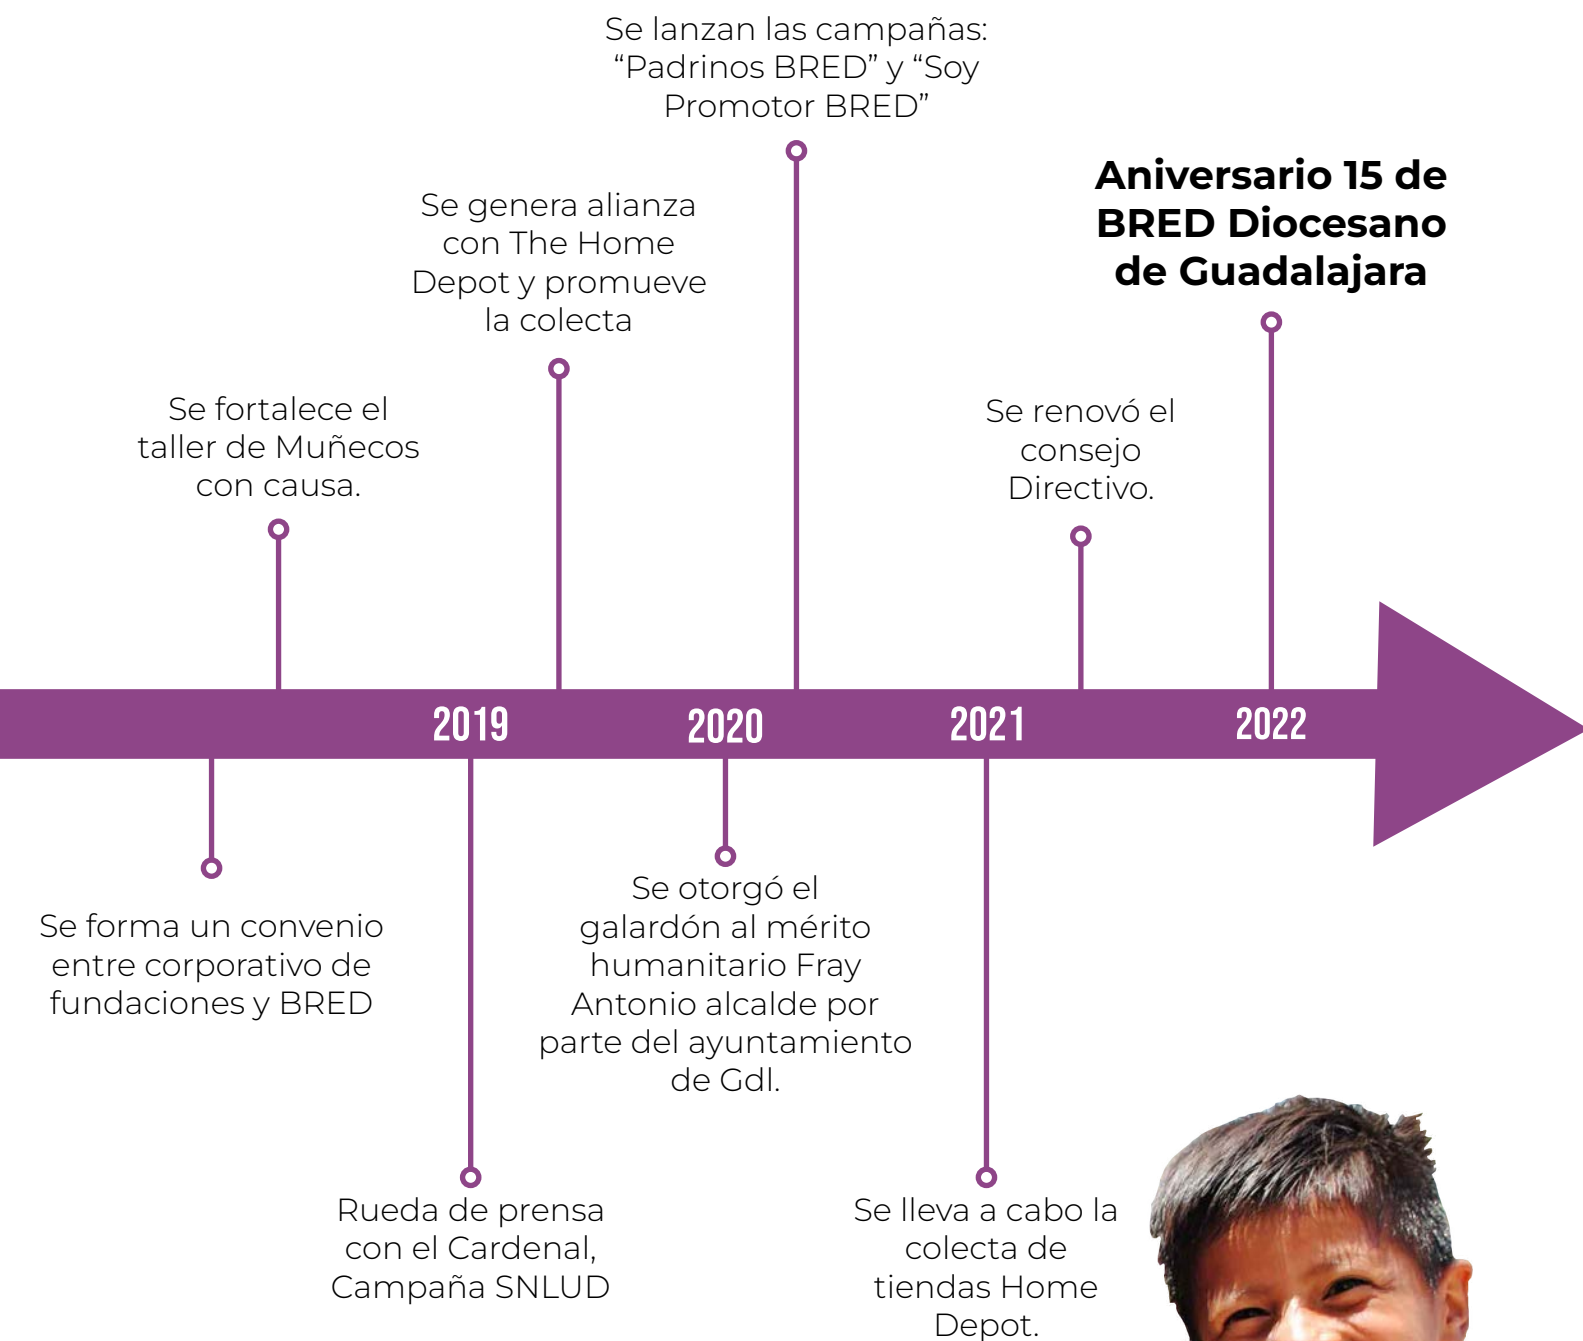 Se lanzan las campañas:
“Padrinos BRED” y “Soy
Promotor BRED”
Aniversario 15 de
BRED Diocesano
de Guadalajara
Se genera alianza
con The Home
Depot y promueve
la colecta
Se fortalece el
taller de Muñecos
con causa.
Se renovó el
consejo
Directivo.
2019
2020
2021
2022
Se forma un convenio
entre corporativo de
fundaciones y BRED
Se otorgó el
galardón al mérito
humanitario Fray
Antonio alcalde por
parte del ayuntamiento
de Gdl.
Rueda de prensa
con el Cardenal,
Campaña SNLUD
Se lleva a cabo la
colecta de
tiendas Home
Depot.